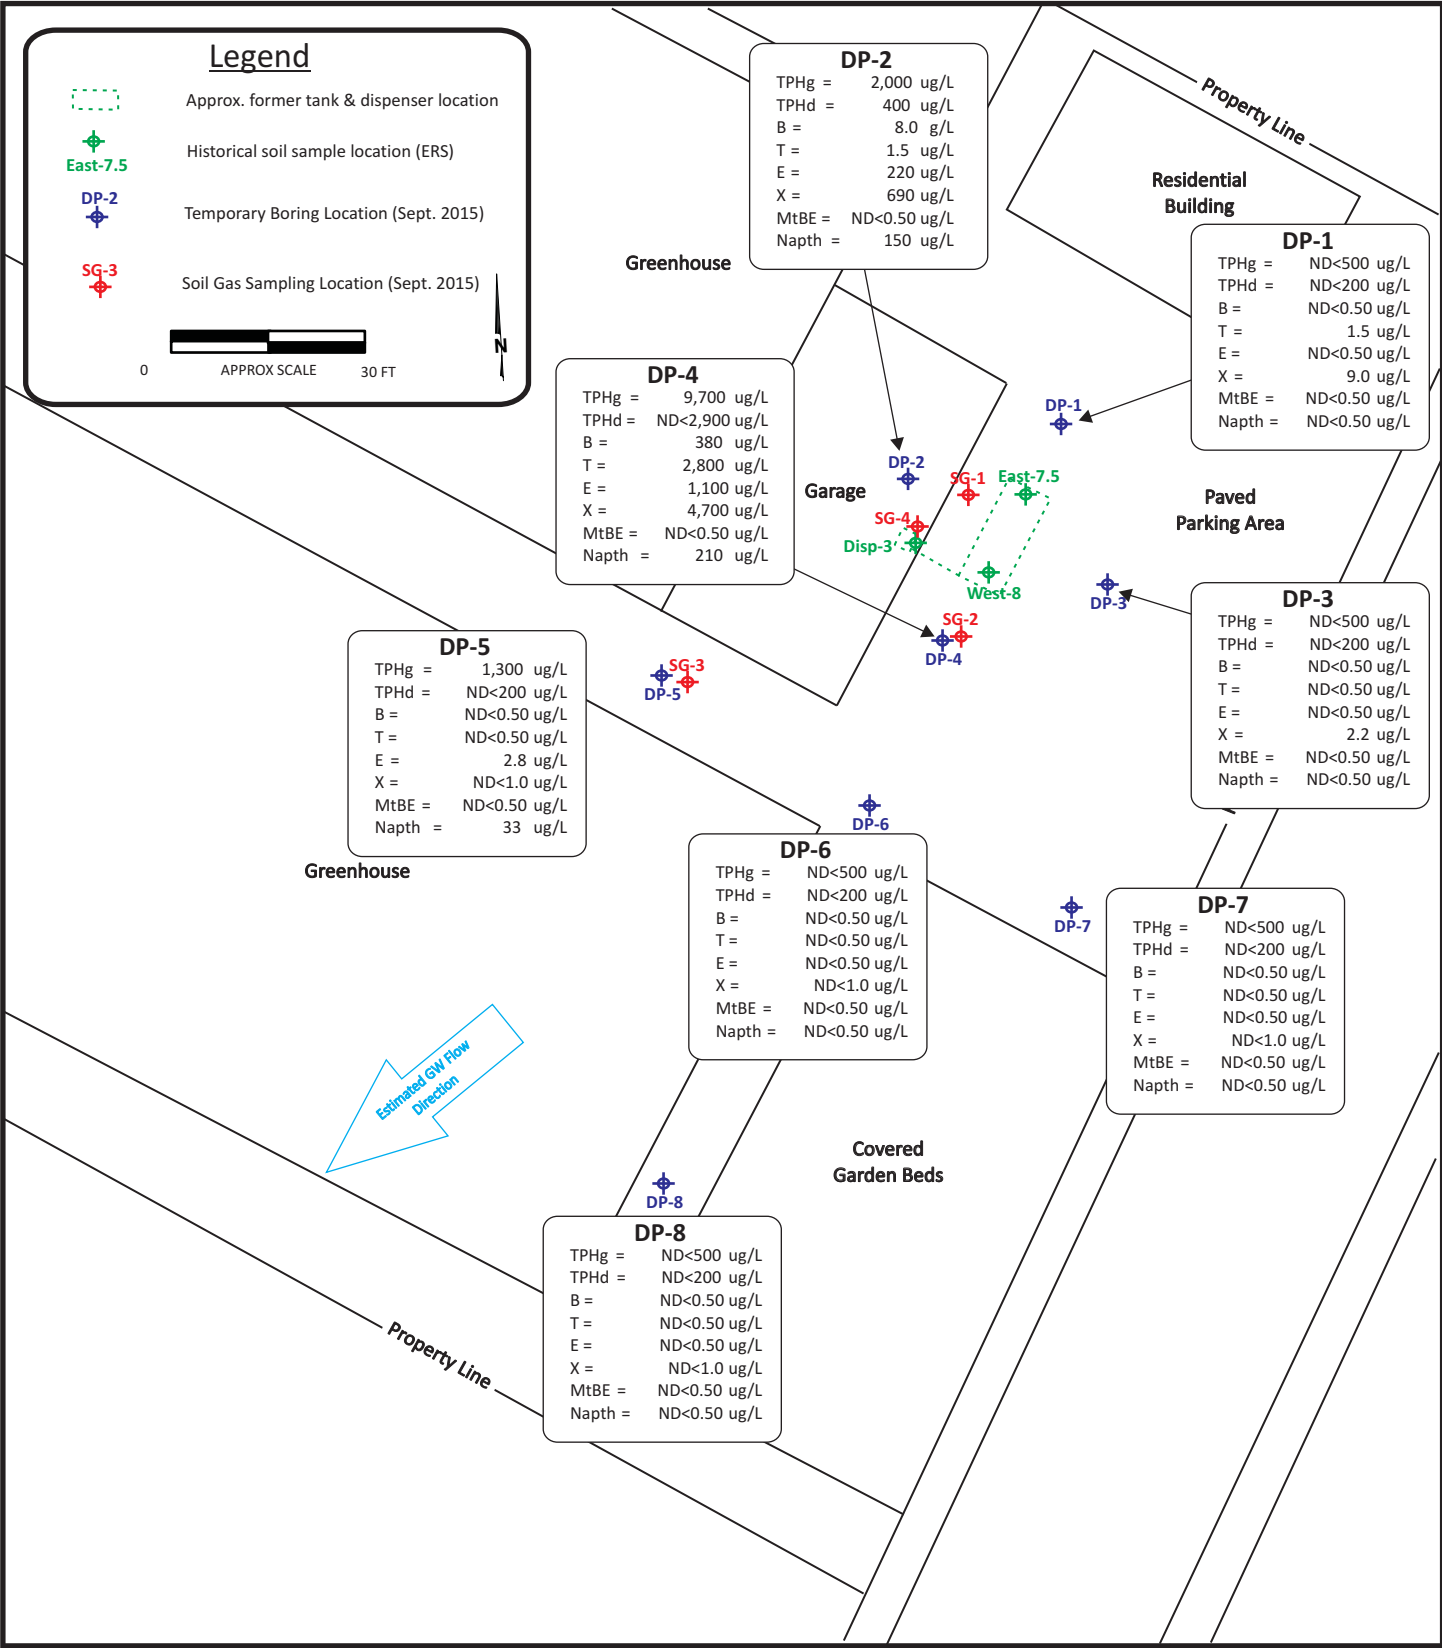 Legend
Approx. former tank & dispenser location
Historical soil sample location (ERS)
East-7.5
DP-2
Temporary Boring Location (Sept. 2015)
SG-3
Soil Gas Sampling Location (Sept. 2015)
N
0 APPROX SCALE 30 FT
DP-2
TPHg = 2,000 ug/L
TPHd = 400 ug/L
B = 8.0 g/L
T = 1.5 ug/L
E = 220 ug/L
X = 690 ug/L
MtBE = ND<0.50 ug/L
Napth = 150 ug/L
Property Line
Residential
Building
Greenhouse
DP-1
TPHg = ND<500 ug/L
TPHd = ND<200 ug/L
B = ND<0.50 ug/L
T = 1.5 ug/L
E = ND<0.50 ug/L
X = 9.0 ug/L
MtBE = ND<0.50 ug/L
Napth = ND<0.50 ug/L
DP-4
TPHg = 9,700 ug/L
TPHd = ND<2,900 ug/L
B = 380 ug/L
T = 2,800 ug/L
E = 1,100 ug/L
X = 4,700 ug/L
MtBE = ND<0.50 ug/L
Napth = 210 ug/L
DP-1
DP-2
SG-1
East-7.5
Garage
SG-4
Disp-3
West-8
Paved
Parking Area
DP-3
SG-2
DP-4
DP-3
TPHg = ND<500 ug/L
TPHd = ND<200 ug/L
B = ND<0.50 ug/L
T = ND<0.50 ug/L
E = ND<0.50 ug/L
X = 2.2 ug/L
MtBE = ND<0.50 ug/L
Napth = ND<0.50 ug/L
DP-5
TPHg = 1,300 ug/L
TPHd = ND<200 ug/L
B = ND<0.50 ug/L
T = ND<0.50 ug/L
E = 2.8 ug/L
X = ND<1.0 ug/L
MtBE = ND<0.50 ug/L
Napth = 33 ug/L
SG-3
DP-5
Greenhouse
DP-6
DP-6
TPHg = ND<500 ug/L
TPHd = ND<200 ug/L
B = ND<0.50 ug/L
T = ND<0.50 ug/L
E = ND<0.50 ug/L
X = ND<1.0 ug/L
MtBE = ND<0.50 ug/L
Napth = ND<0.50 ug/L
DP-7
DP-7
TPHg = ND<500 ug/L
TPHd = ND<200 ug/L
B = ND<0.50 ug/L
T = ND<0.50 ug/L
E = ND<0.50 ug/L
X = ND<1.0 ug/L
MtBE = ND<0.50 ug/L
Napth = ND<0.50 ug/L
Estimated GW Flow
Direction
Covered
Garden Beds
DP-8
DP-8
TPHg = ND<500 ug/L
TPHd = ND<200 ug/L
B = ND<0.50 ug/L
T = ND<0.50 ug/L
E = ND<0.50 ug/L
X = ND<1.0 ug/L
MtBE = ND<0.50 ug/L
Napth = ND<0.50 ug/L
Property Line